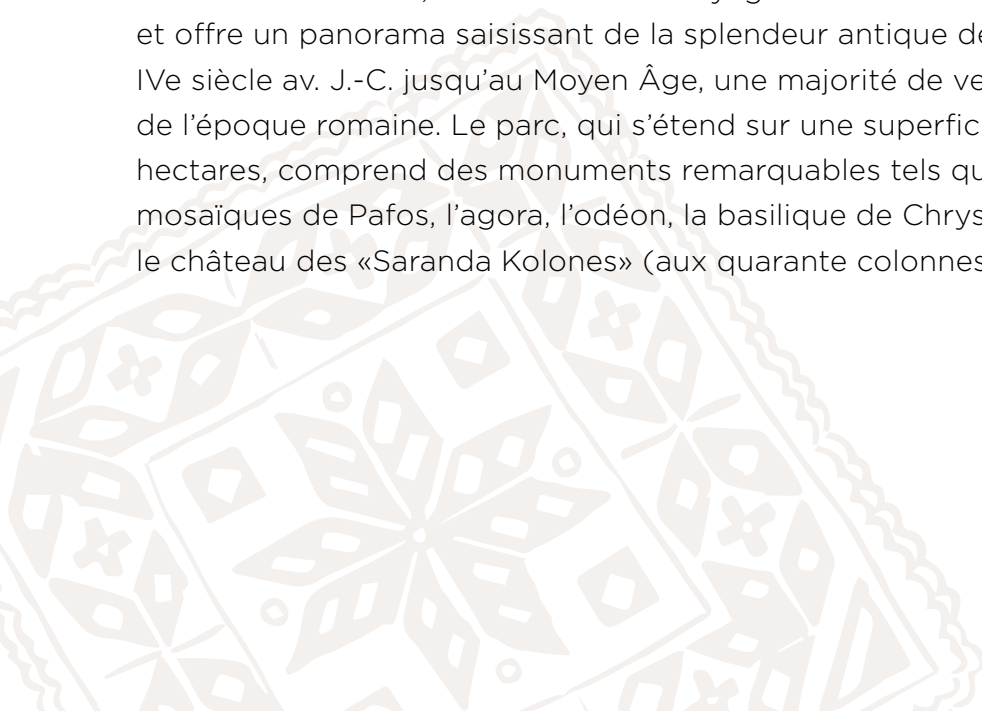 et offre un panorama saisissant de la splendeur antique de
IVe siècle av. J.-C. jusqu’au Moyen Âge, une majorité de ve
de l’époque romaine. Le parc, qui s’étend sur une superfic
hectares, comprend des monuments remarquables tels qu
mosaïques de Pafos, l’agora, l’odéon, la basilique de Chrys
le château des «Saranda Kolones» (aux quarante colonnes